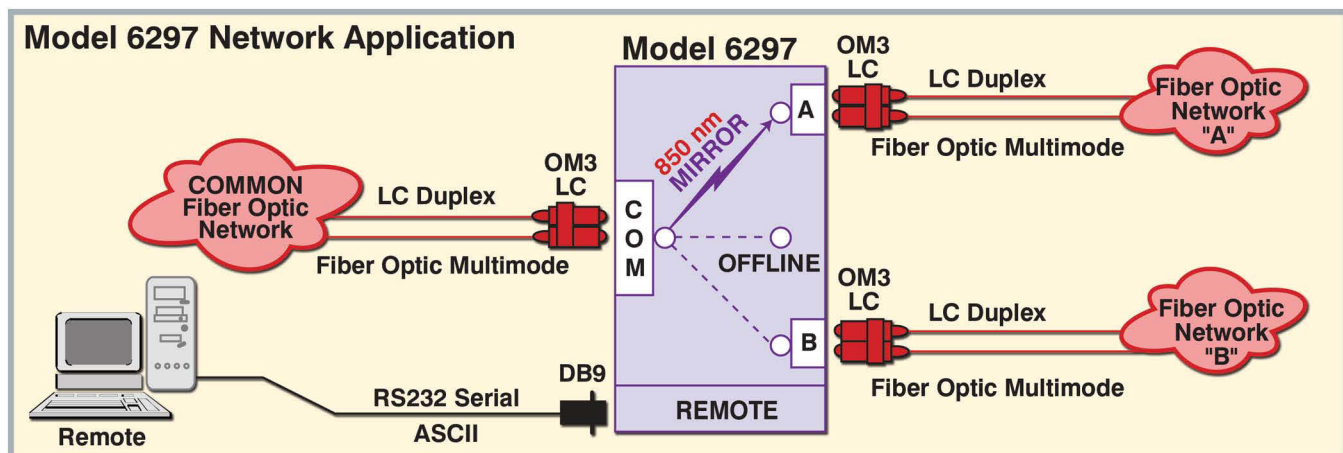 Model 6297 Network Application
Model 6297
OM3
LC
LC Duplex
Fiber Optic Multimode
Fiber Optic
Network
"A"
A
850 nm
MIRROR
COMMON
Fiber Optic
Network
LC Duplex
Fiber Optic Multimode
OM3
LC
C
O
M
OFFLINE
OM3
LC
B
LC Duplex
Fiber Optic Multimode
Fiber Optic
Network
"B"
DB9
REMOTE
RS232 Serial
ASCII
Remote